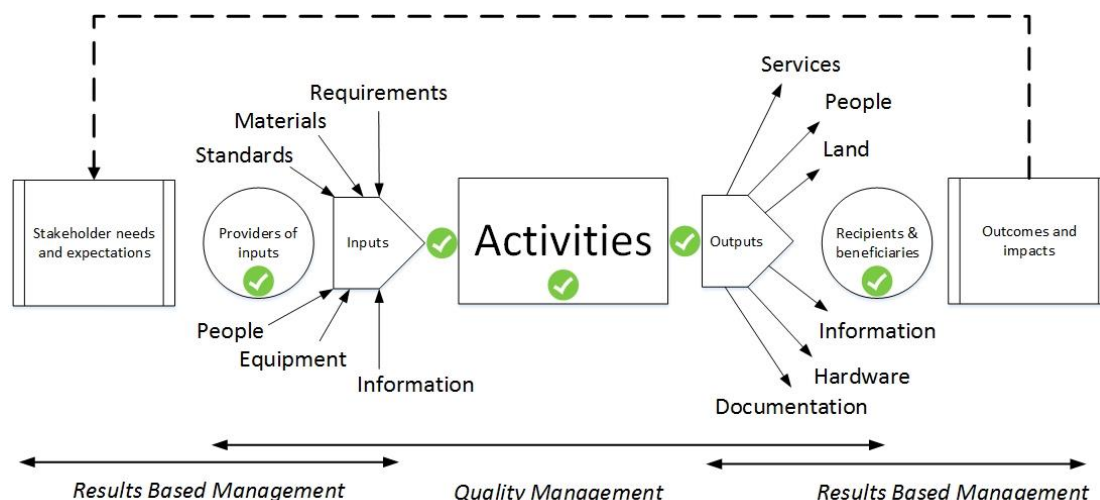 Services
People
Land
Requirements
Materials
Standards
Stakeholder needs
and expectations
Providers of
inputs
Inputs
Activities
Outputs
Recipients &
beneficiaries
Outcomes and
impacts
People
Equipment
Information
Information
Hardware
Documentation
Results Based Management
Quality Management
Results Based Management